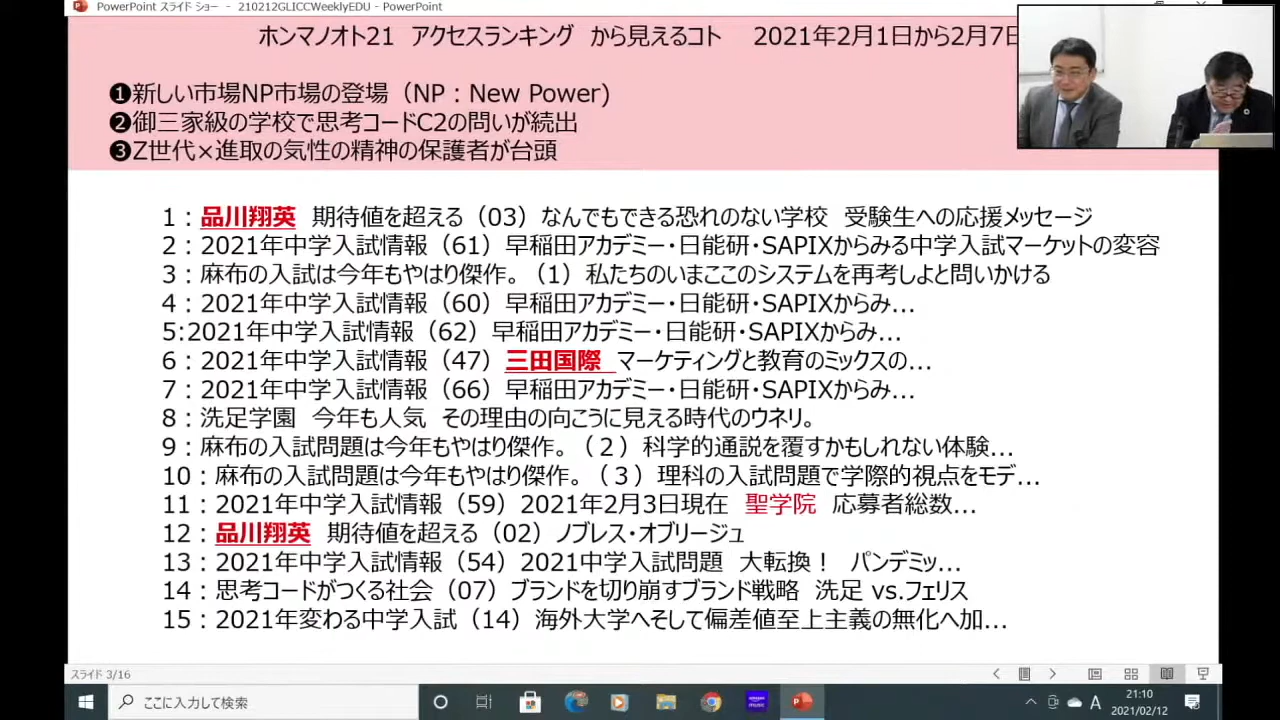 PowerPoint スライド ショー - 210212GLICCWeeklyEDU - PowerPoint
ホンマノオト21 アクセスランキング から見えるコト 2021年2月1日から2月7日
❶新しい市場NP市場の登場（NP：New Power)
❷御三家級の学校で思考コードC2の問いが続出
❸Z世代×進取の気性の精神の保護者が台頭
1：品川翔英 期待値を超える（03）なんでもできる恐れのない学校 受験生への応援メッセージ
2：2021年中学入試情報（61）早稲田アカデミー・日能研・SAPIXからみる中学入試マーケットの変容
3：麻布の入試は今年もやはり傑作。（1）私たちのいまここのシステムを再考しよと問いかける
4：2021年中学入試情報（60）早稲田アカデミー・日能研・SAPIXからみ…
5:2021年中学入試情報（62）早稲田アカデミー・日能研・SAPIXからみ…
6：2021年中学入試情報（47）三田国際 マーケティングと教育のミックスの…
7：2021年中学入試情報（66）早稲田アカデミー・日能研・SAPIXからみ…
8：洗足学園 今年も人気 その理由の向こうに見える時代のウネリ。
9：麻布の入試問題は今年もやはり傑作。（２）科学的通説を覆すかもしれない体験…
10：麻布の入試問題は今年もやはり傑作。（３）理科の入試問題で学際的視点をモデ…
11：2021年中学入試情報（59）2021年2月3日現在 聖学院 応募者総数…
12：品川翔英 期待値を超える（02）ノブレス・オブリージュ
13：2021年中学入試情報（54）2021中学入試問題 大転換！ パンデミッ…
14：思考コードがつくる社会（07）ブランドを切り崩すブランド戦略 洗足 vs.フェリス
15：2021年変わる中学入試（14）海外大学へそして偏差値至上主義の無化へ加…
スライド 3/16
ここに入力して検索
amazon music
A
21:10
2021/02/12